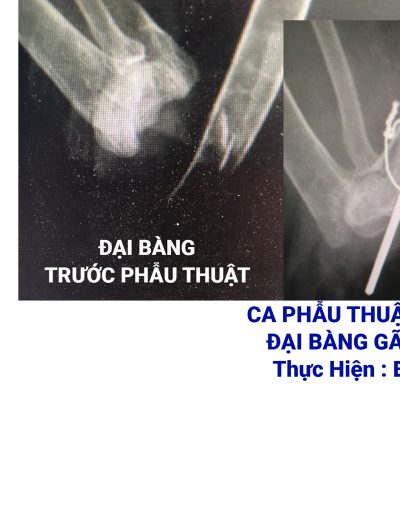 ĐẠI BÀNG
TRƯỚC PHẪU THUẬT
CA PHẪU THUẬ
ĐẠI BÀNG GÃ
Thực Hiện :